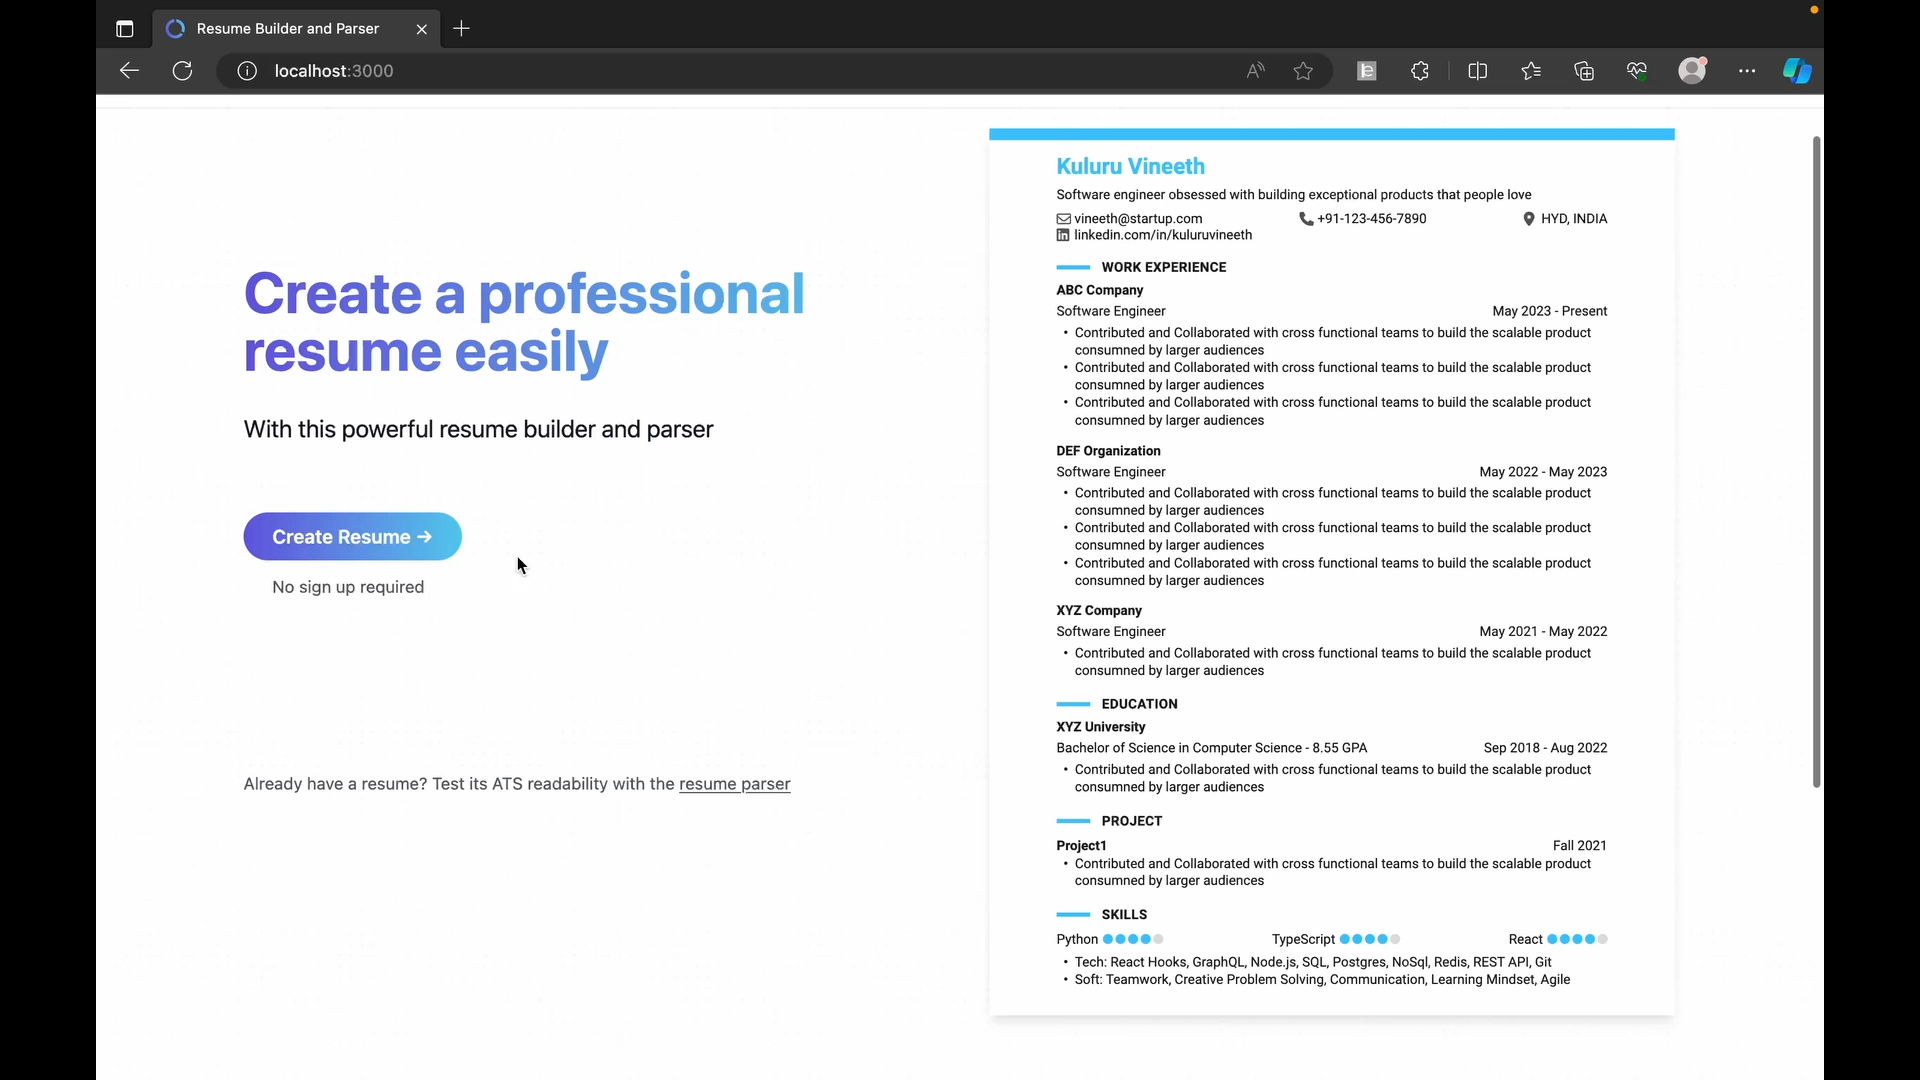 Resume Builder and Parser
localhost:3000
Create a professional
resume easily
With this powerful resume builder and parser
Create Resume →
No sign up required
Already have a resume? Test its ATS readability with the resume parser
Kuluru Vineeth
Software engineer obsessed with building exceptional products that people love
vineeth@startup.com +91-123-456-7890 HYD, INDIA
linkedin.com/in/kuluruvineeth
WORK EXPERIENCE
ABC Company
Software Engineer May 2023 - Present
• Contributed and Collaborated with cross functional teams to build the scalable product
consumned by larger audiences
• Contributed and Collaborated with cross functional teams to build the scalable product
consumned by larger audiences
• Contributed and Collaborated with cross functional teams to build the scalable product
consumned by larger audiences
DEF Organization
Software Engineer May 2022 - May 2023
• Contributed and Collaborated with cross functional teams to build the scalable product
consumned by larger audiences
• Contributed and Collaborated with cross functional teams to build the scalable product
consumned by larger audiences
• Contributed and Collaborated with cross functional teams to build the scalable product
consumned by larger audiences
XYZ Company
Software Engineer May 2021 - May 2022
• Contributed and Collaborated with cross functional teams to build the scalable product
consumned by larger audiences
EDUCATION
XYZ University
Bachelor of Science in Computer Science - 8.55 GPA Sep 2018 - Aug 2022
• Contributed and Collaborated with cross functional teams to build the scalable product
consumned by larger audiences
PROJECT
Project1 Fall 2021
• Contributed and Collaborated with cross functional teams to build the scalable product
consumned by larger audiences
SKILLS
Python TypeScript React
• Tech: React Hooks, GraphQL, Node.js, SQL, Postgres, NoSql, Redis, REST API, Git
• Soft: Teamwork, Creative Problem Solving, Communication, Learning Mindset, Agile